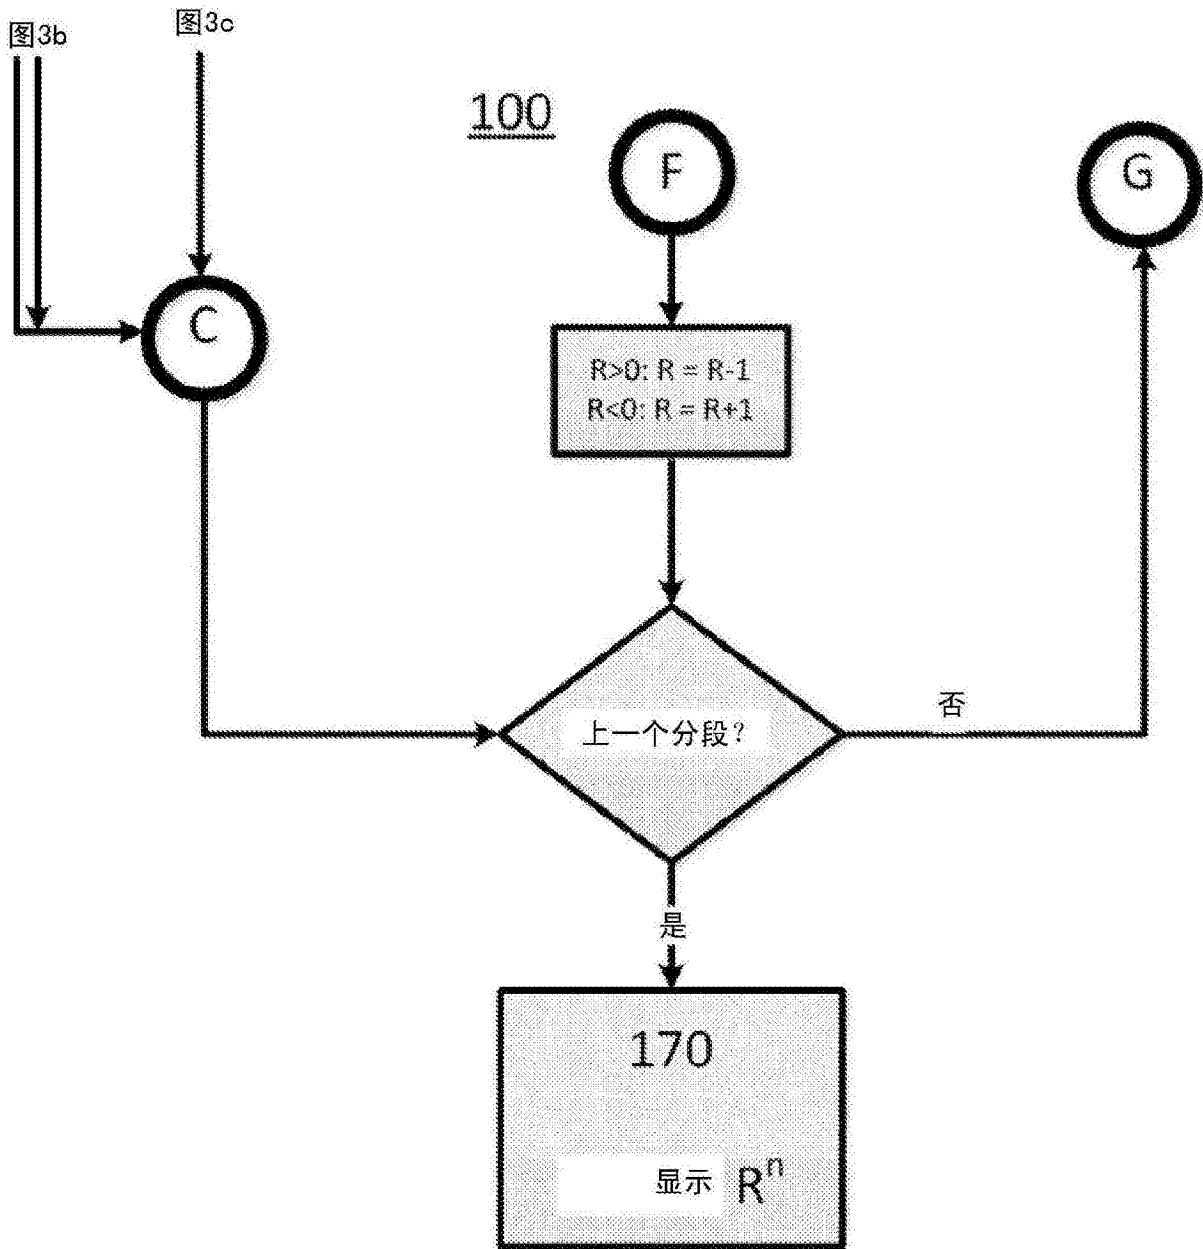 图3b
图3c
100
F
G
C
R>0: R = R-1
R<0: R = R+1
上一个分段?
否
是
170
显示 Rⁿ